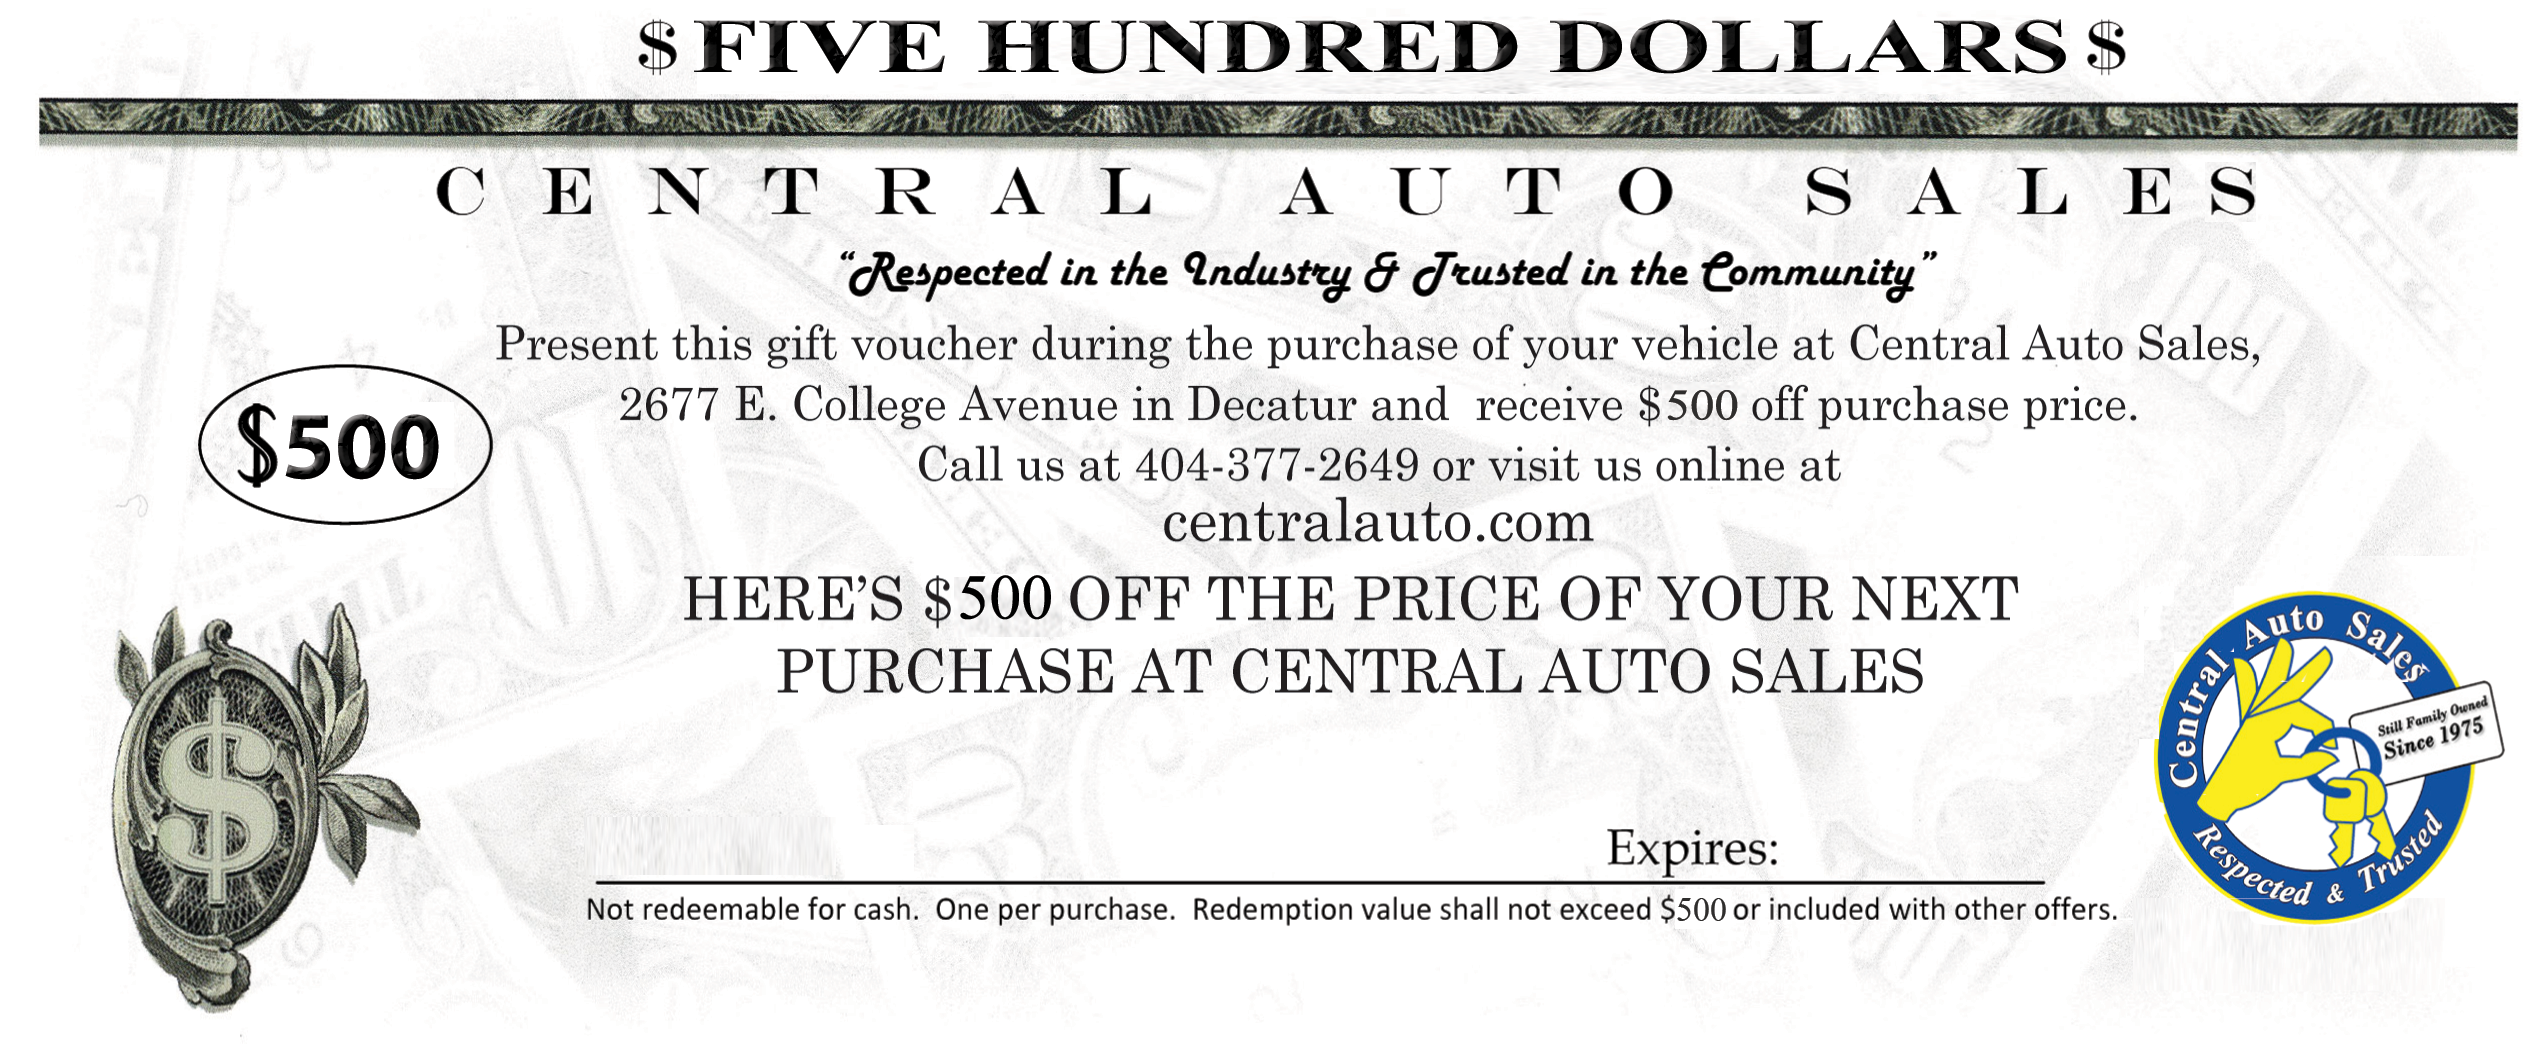 $ FIVE HUNDRED DOLLARS $
CENTRAL AUTO SALES
“Respected in the Industry & Trusted in the Community”
Present this gift voucher during the purchase of your vehicle at Central Auto Sales,
2677 E. College Avenue in Decatur and receive $500 off purchase price.
Call us at 404-377-2649 or visit us online at
centralauto.com
$500
HERE’S $500 OFF THE PRICE OF YOUR NEXT
PURCHASE AT CENTRAL AUTO SALES
$
Central Auto Sales
Still Family Owned
Since 1975
Respected & Trusted
Expires:
Not redeemable for cash. One per purchase. Redemption value shall not exceed $500 or included with other offers.